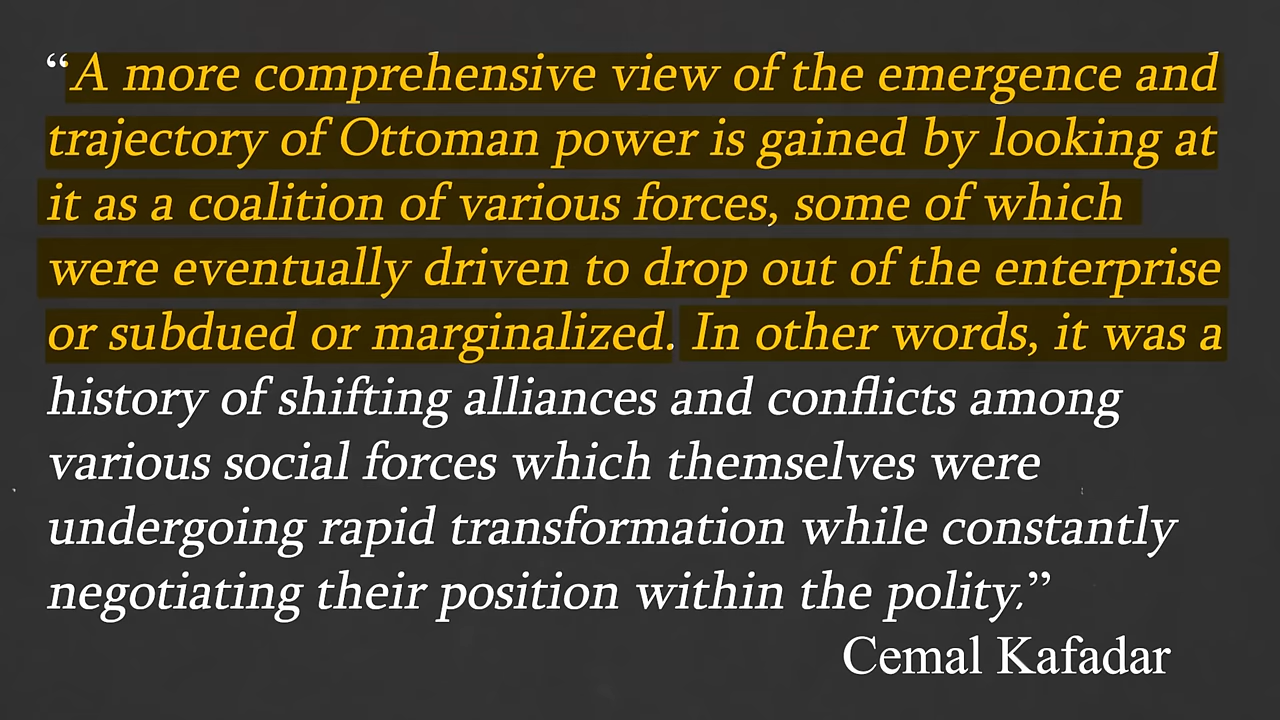 “A more comprehensive view of the emergence and
trajectory of Ottoman power is gained by looking at
it as a coalition of various forces, some of which
were eventually driven to drop out of the enterprise
or subdued or marginalized. In other words, it was a
history of shifting alliances and conflicts among
various social forces which themselves were
undergoing rapid transformation while constantly
negotiating their position within the polity.”
Cemal Kafadar